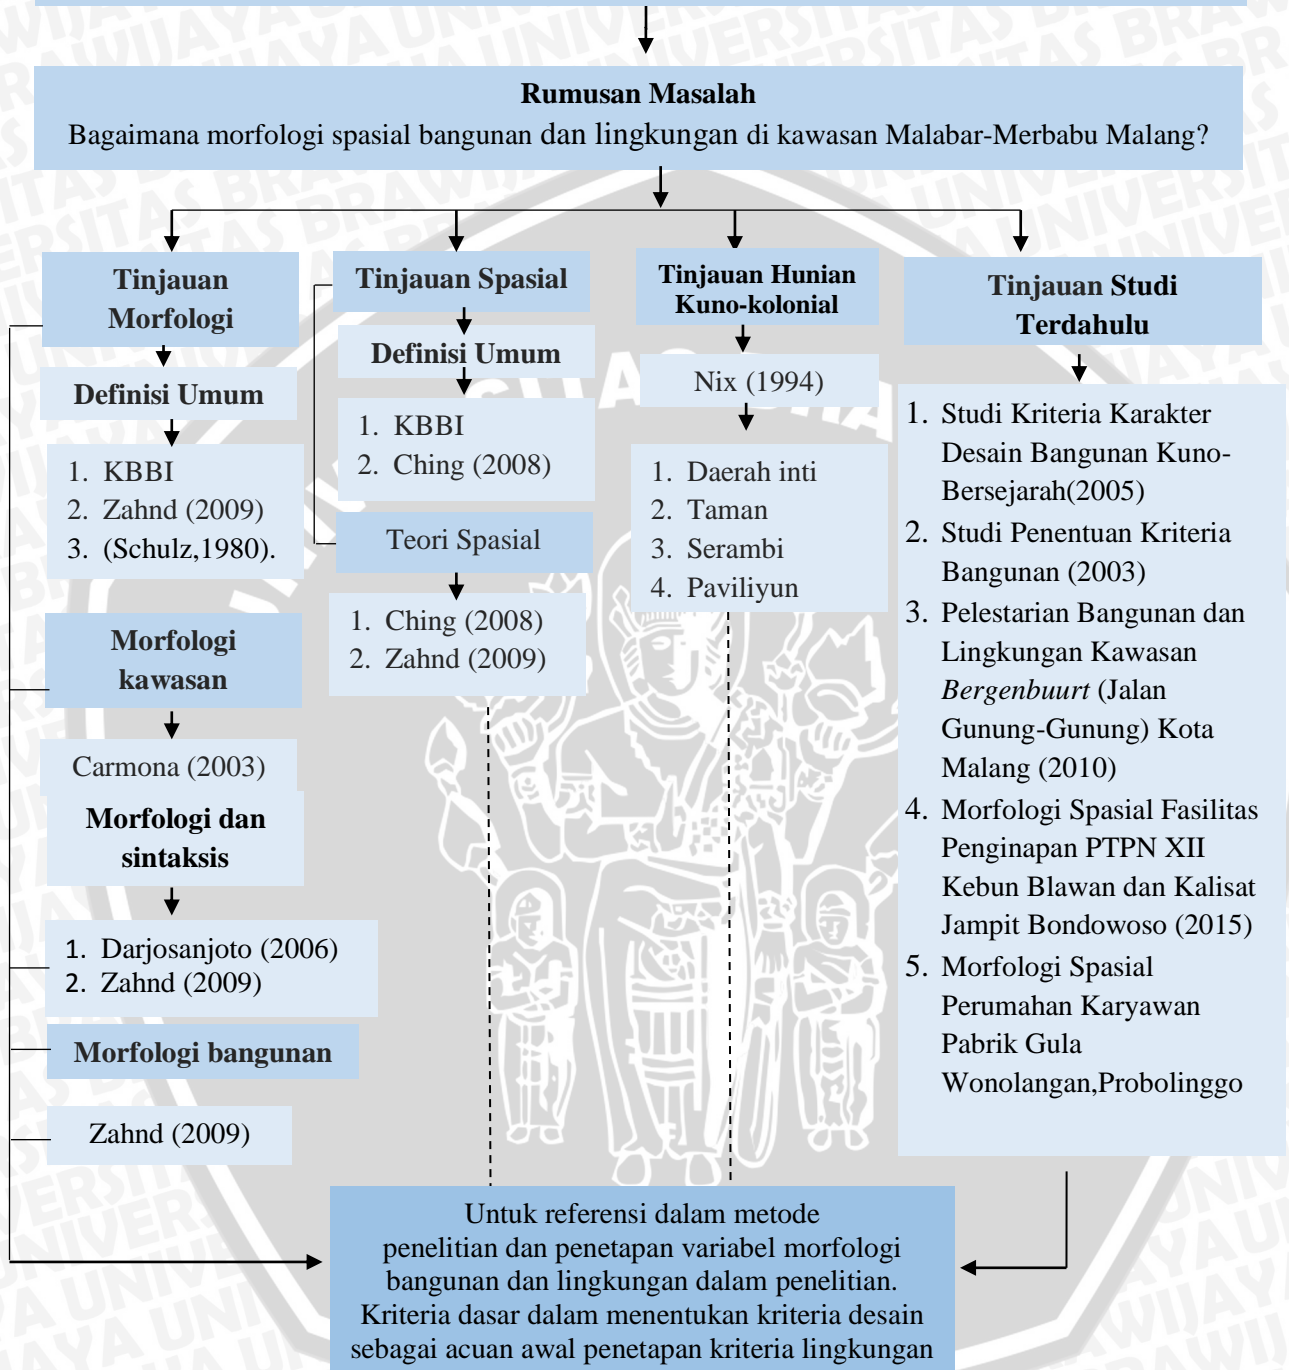 Rumusan Masalah
Bagaimana morfologi spasial bangunan dan lingkungan di kawasan Malabar-Merbabu Malang?
Tinjauan
Morfologi
Definisi Umum
1. KBBI
2. Zahnd (2009)
3. (Schulz,1980).
Morfologi
kawasan
Carmona (2003)
Morfologi dan
sintaksis
1. Darjosanjoto (2006)
2. Zahnd (2009)
Morfologi bangunan
Zahnd (2009)
Tinjauan Spasial
Definisi Umum
1. KBBI
2. Ching (2008)
Teori Spasial
1. Ching (2008)
2. Zahnd (2009)
Tinjauan Hunian
Kuno-kolonial
Nix (1994)
1. Daerah inti
2. Taman
3. Serambi
4. Paviliyun
Tinjauan Studi
Terdahulu
1. Studi Kriteria Karakter
Desain Bangunan Kuno-
Bersejarah(2005)
2. Studi Penentuan Kriteria
Bangunan (2003)
3. Pelestarian Bangunan dan
Lingkungan Kawasan
Bergenbuurt (Jalan
Gunung-Gunung) Kota
Malang (2010)
4. Morfologi Spasial Fasilitas
Penginapan PTPN XII
Kebun Blawan dan Kalisat
Jampit Bondowoso (2015)
5. Morfologi Spasial
Perumahan Karyawan
Pabrik Gula
Wonolangan,Probolinggo
Untuk referensi dalam metode
penelitian dan penetapan variabel morfologi
bangunan dan lingkungan dalam penelitian.
Kriteria dasar dalam menentukan kriteria desain
sebagai acuan awal penetapan kriteria lingkungan